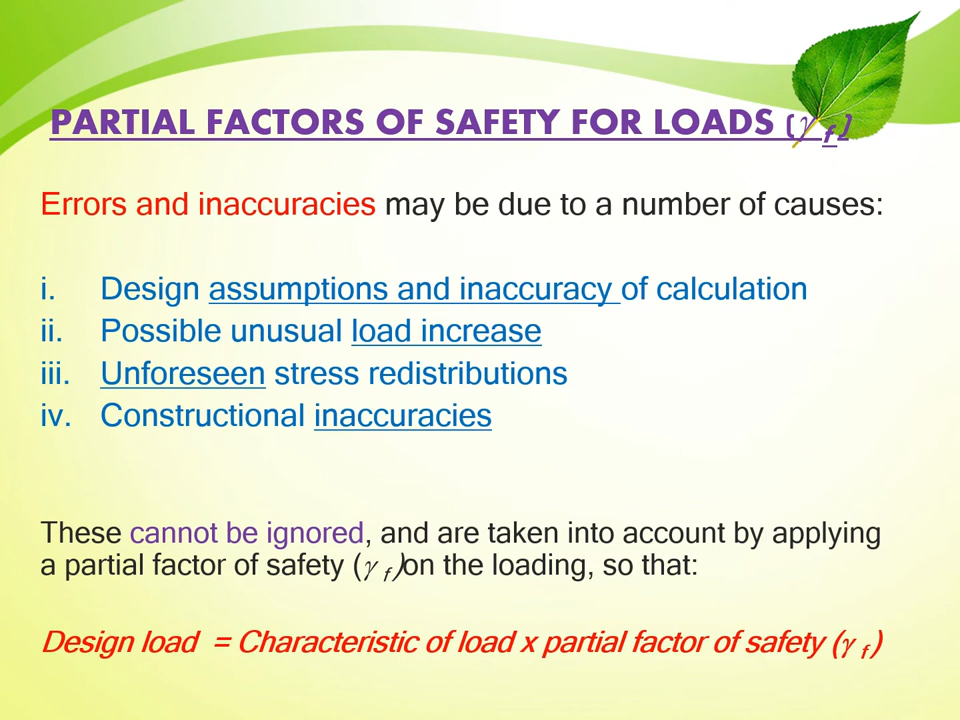 PARTIAL FACTORS OF SAFETY FOR LOADS (γ f )
Errors and inaccuracies may be due to a number of causes:
i. Design assumptions and inaccuracy of calculation
ii. Possible unusual load increase
iii. Unforeseen stress redistributions
iv. Constructional inaccuracies
These cannot be ignored, and are taken into account by applying
a partial factor of safety (γ f )on the loading, so that:
Design load = Characteristic of load x partial factor of safety (γ f )